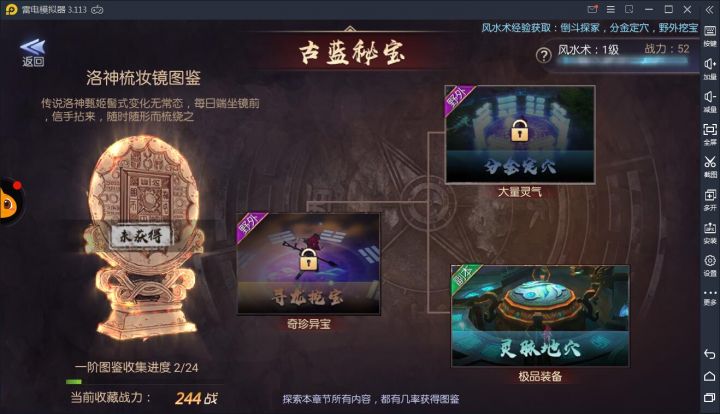 雷电模拟器 3.113
返回
古蓝秘宝
风水术经验获取：倒斗探冢，分金定穴，野外挖宝
风水术：1级
战力：52
洛神梳妆镜图鉴
传说洛神甄姬髻式变化无常态，每日端坐镜前
，信手拈来，随时随形而梳绕之
未获得
一阶图鉴收集进度 2/24
当前收藏战力：
244战
野外
寻龙挖宝
奇珍异宝
野外
分金定穴
大量灵气
副本
灵脉地穴
极品装备
探索本章节所有内容，都有几率获得图鉴
按键
加量
减量
全屏
截图
多开
安装
设置
更多